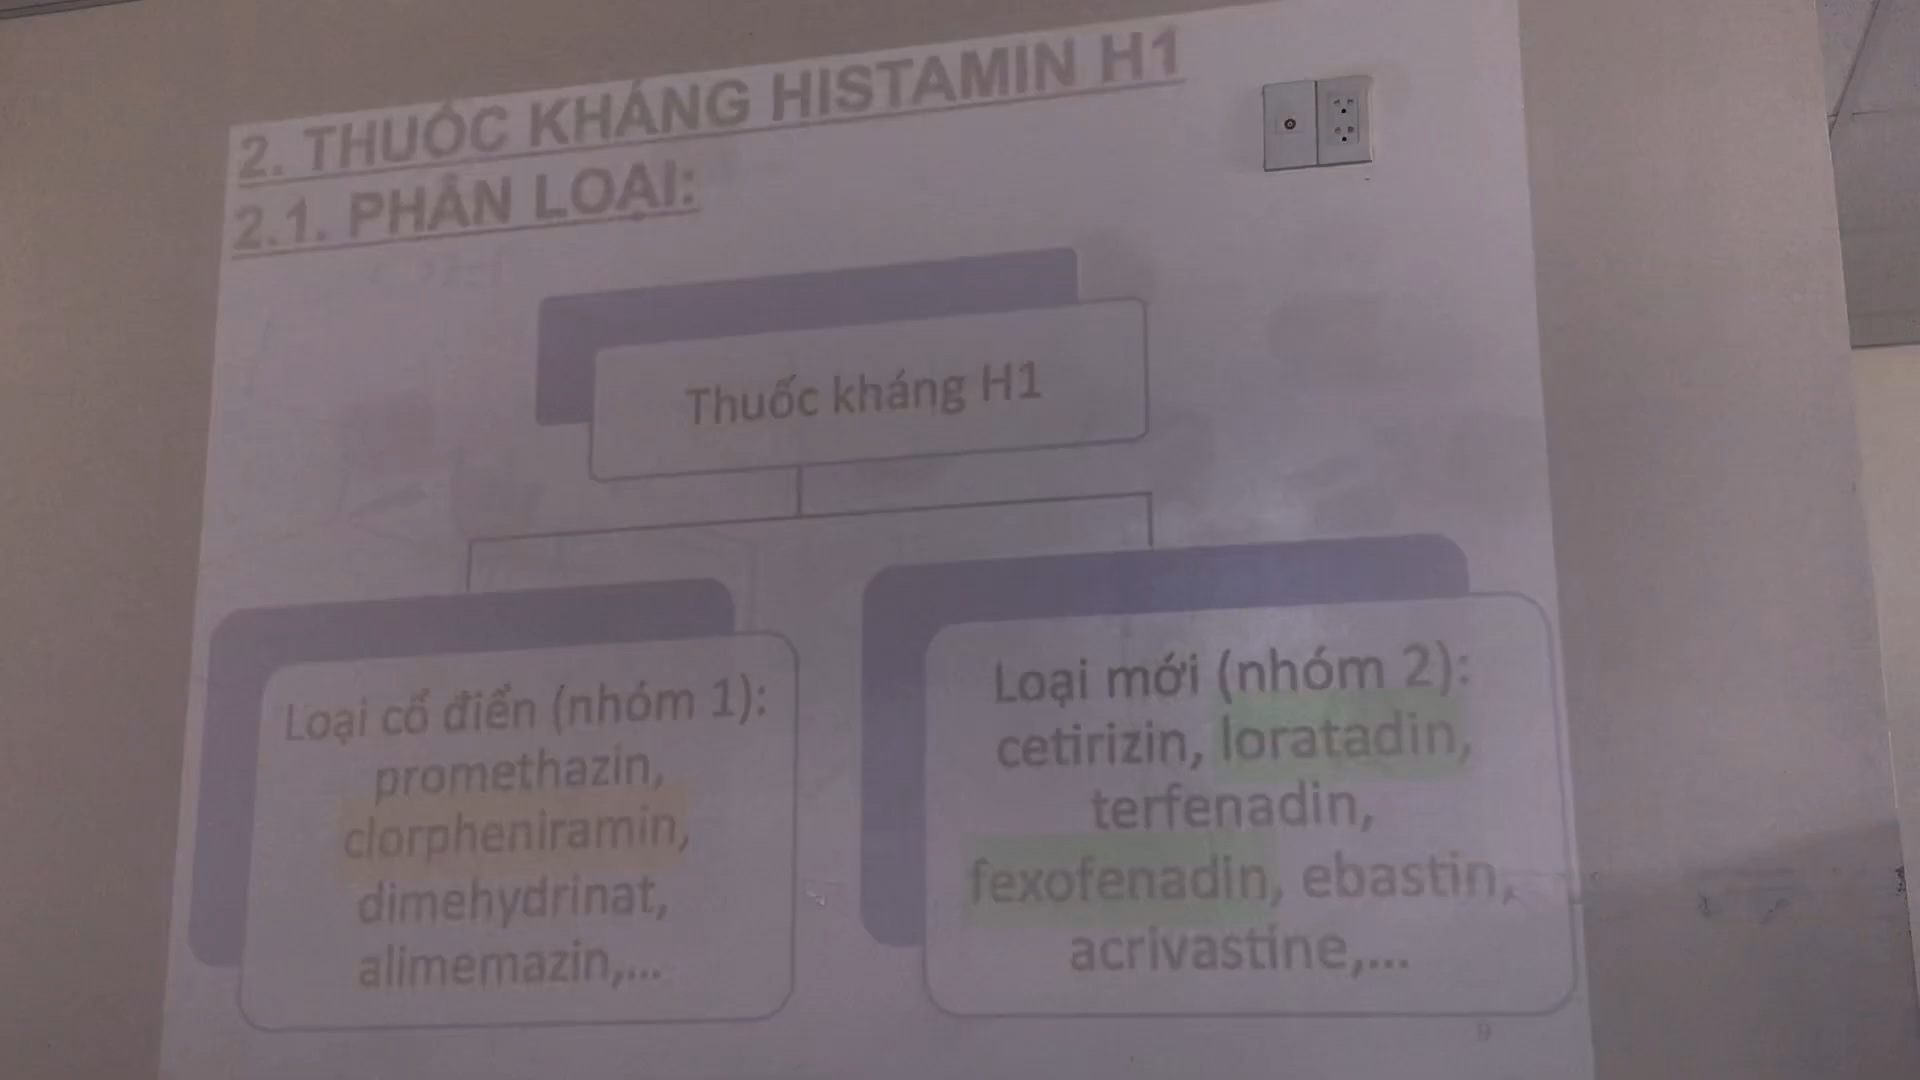 2. THUỐC KHÁNG HISTAMIN H1
2.1. PHÂN LOẠI:
Thuốc kháng H1
Loại cổ điển (nhóm 1):
promethazin,
clorpheniramin,
dimehydrinat,
alimemazin,...
Loại mới (nhóm 2):
cetirizin, loratadin,
terfenadin,
fexofenadin, ebastin,
acrivastine,...
9